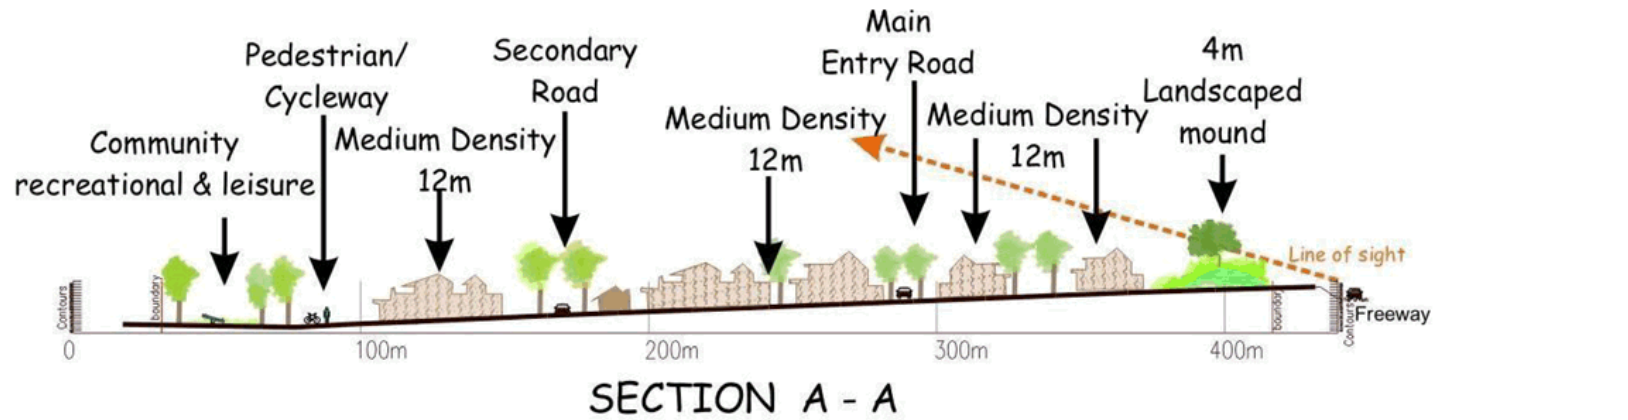 Community
recreational & leisure
Pedestrian/
Cycleway
Medium Density
12m
Secondary
Road
Medium Density
12m
Main
Entry Road
Medium Density
12m
4m
Landscaped
mound
Line of sight
Contours
boundary
boundary
Contours
Freeway
0
100m
200m
300m
400m
SECTION A - A